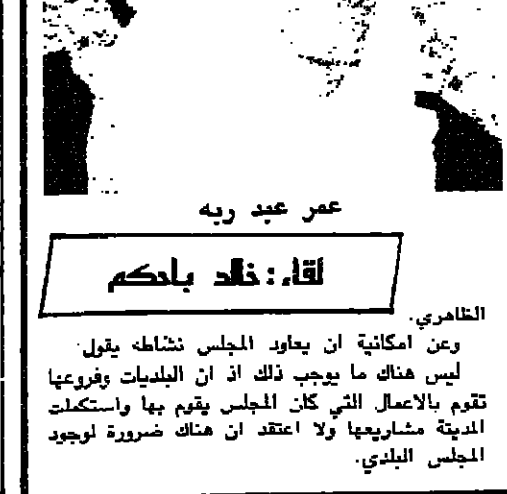 عمر عبد ربه
لقاء: خالد باحكم
الظاهري.
وعن امكانية ان يعاود المجلس نشاطه يقول
ليس هناك ما يوجب ذلك اذ ان البلديات وفروعها
تقوم بالاعمال التي كان المجلس يقوم بها واستكملت
المدينة مشاريعها ولا اعتقد ان هناك ضرورة لوجود
المجلس البلدي.